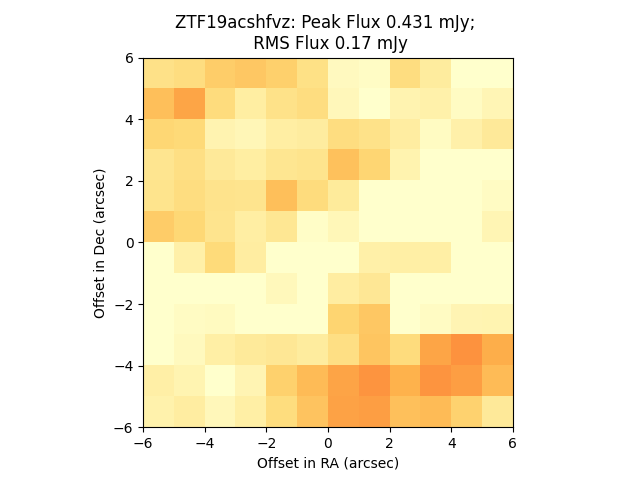 ZTF19acshfvz: Peak Flux 0.431 mJy;
RMS Flux 0.17 mJy
6
4
2
0
−2
−4
−6
Offset in Dec (arcsec)
−6 −4 −2 0 2 4 6
Offset in RA (arcsec)